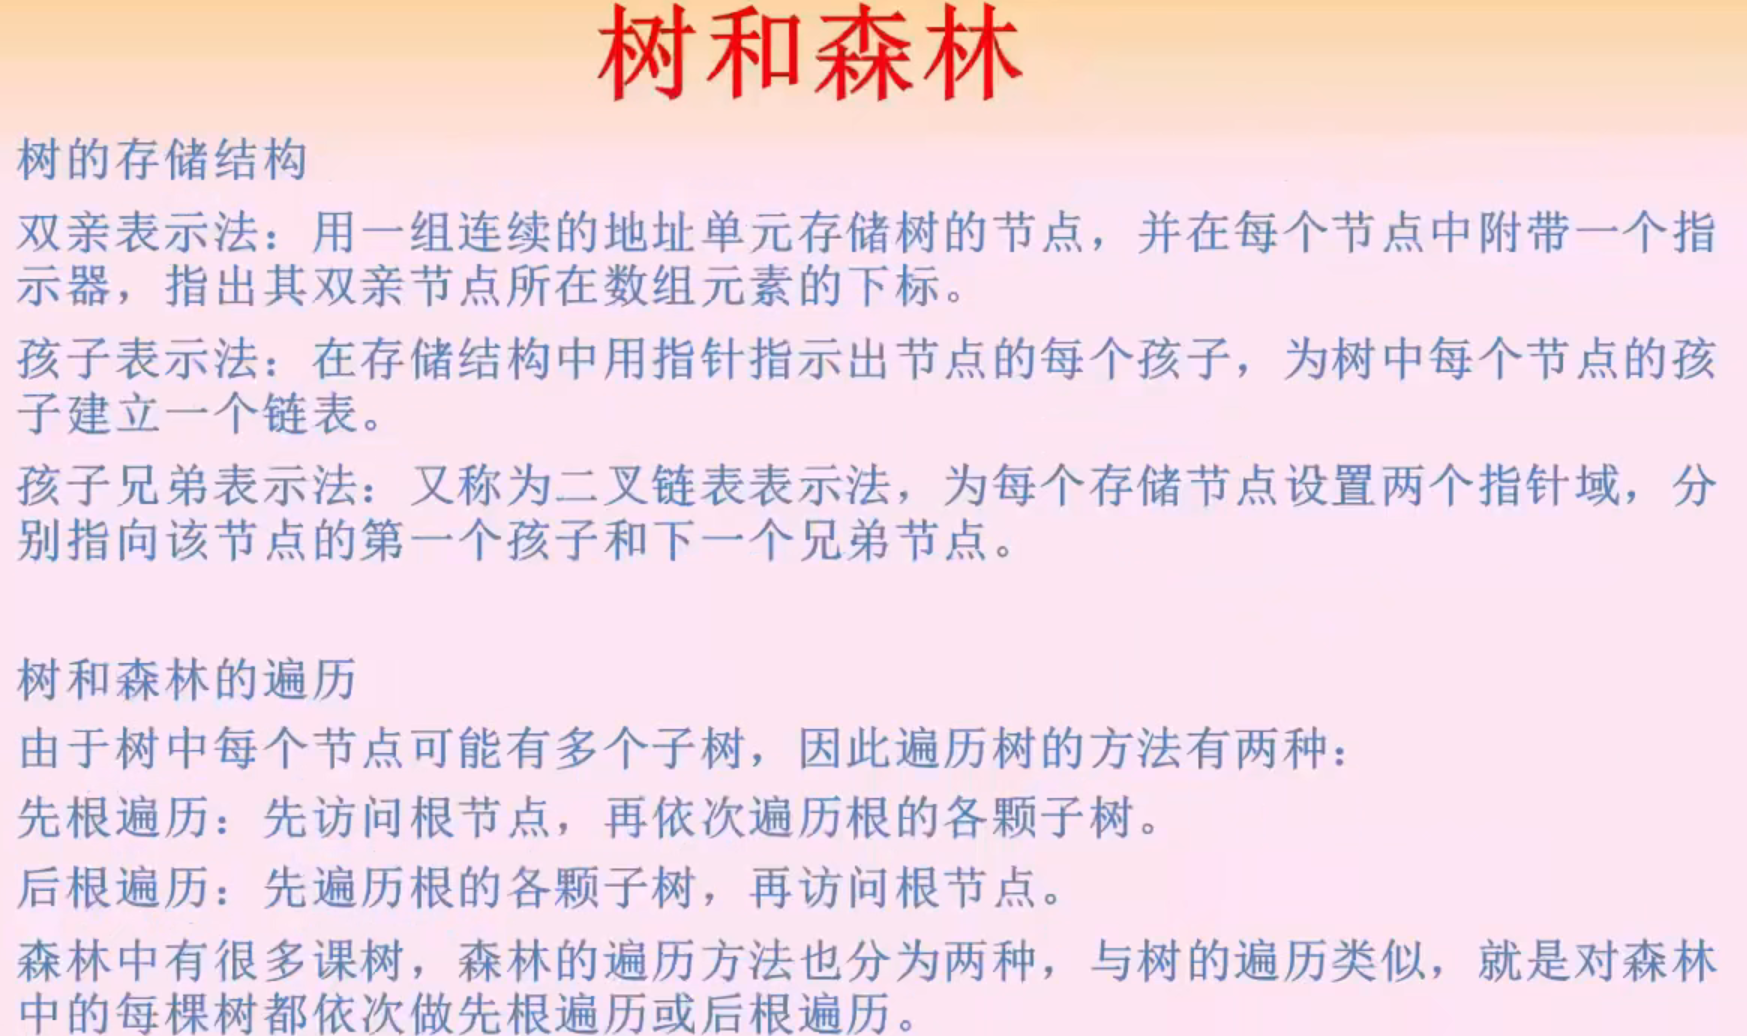 树和森林
树的存储结构
双亲表示法：用一组连续的地址单元存储树的节点，并在每个节点中附带一个指
示器，指出其双亲节点所在数组元素的下标。
孩子表示法：在存储结构中用指针指示出节点的每个孩子，为树中每个节点的孩
子建立一个链表。
孩子兄弟表示法：又称为二叉链表表示法，为每个存储节点设置两个指针域，分
别指向该节点的第一个孩子和下一个兄弟节点。
树和森林的遍历
由于树中每个节点可能有多个子树，因此遍历树的方法有两种：
先根遍历：先访问根节点，再依次遍历根的各颗子树。
后根遍历：先遍历根的各颗子树，再访问根节点。
森林中有很多课树，森林的遍历方法也分为两种，与树的遍历类似，就是对森林
中的每棵树都依次做先根遍历或后根遍历。